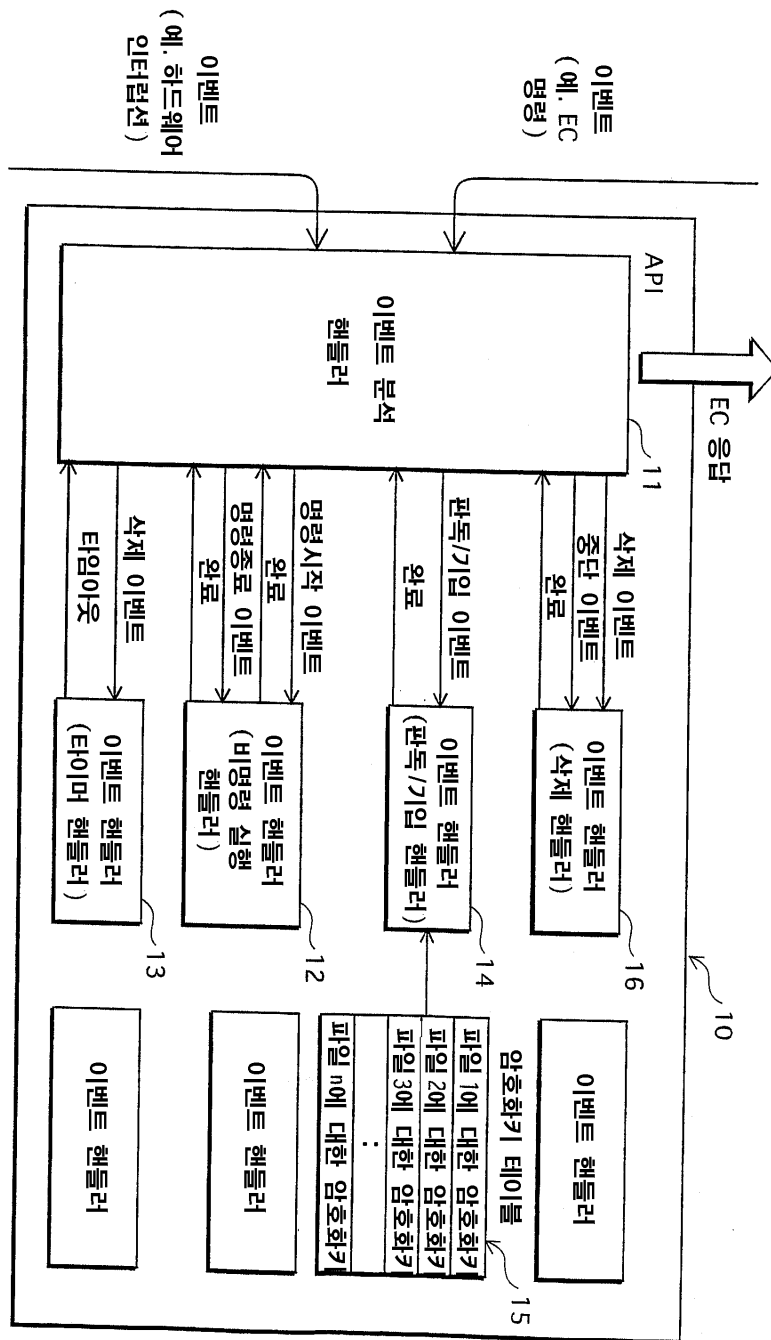 이벤트
(예. EC
명령)
이벤트
(예. 하드웨어
인터럽션)
API
EC 응답
이벤트 분석
핸들러
11
삭제 이벤트
중단 이벤트
완료
판독/기입 이벤트
완료
명령시작 이벤트
완료
명령종료 이벤트
완료
삭제 이벤트
타임아웃
이벤트 핸들러
(삭제 핸들러)
16
이벤트 핸들러
(판독/기입 핸들러)
14
이벤트 핸들러
(비명령 실행
핸들러)
12
이벤트 핸들러
(타이머 핸들러)
13
10
이벤트 핸들러
암호화키 테이블
파일 1에 대한 암호화키
파일 2에 대한 암호화키
파일 3에 대한 암호화키
:
파일 n에 대한 암호화키
15
이벤트 핸들러
이벤트 핸들러